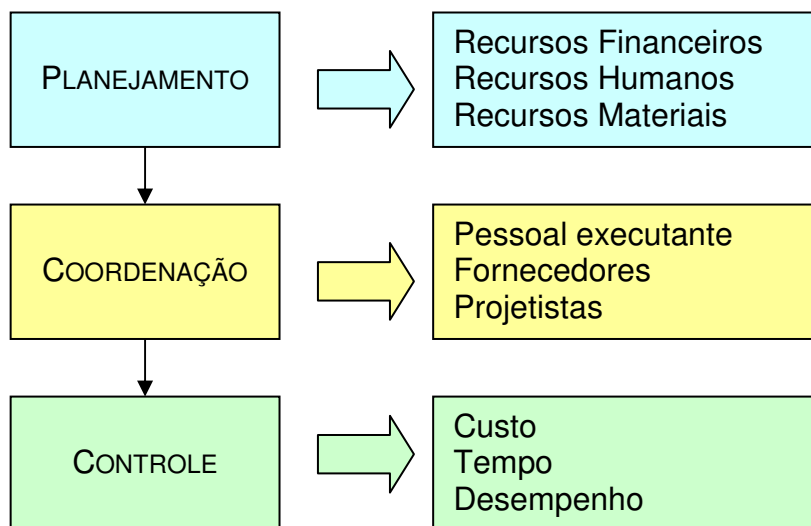 PLANEJAMENTO
Recursos Financeiros
Recursos Humanos
Recursos Materiais
COORDENAÇÃO
Pessoal executante
Fornecedores
Projetistas
CONTROLE
Custo
Tempo
Desempenho